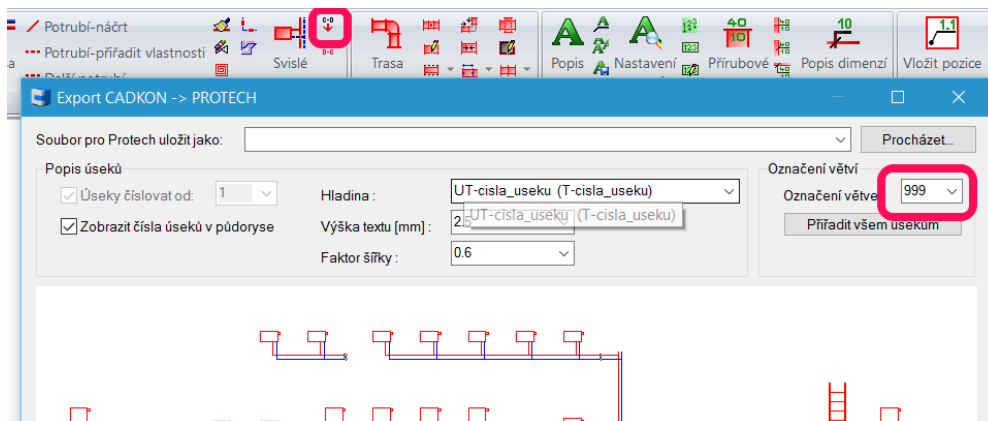 Potrubí-náčrt
Potrubí-přiřadit vlastnosti
Svislé
Trasa
Popis
Nastavení
Přírubové
10
Popis dimenzí
1.1
Vložit pozice
Export CADKON -> PROTECH
Soubor pro Protech uložit jako:
Procházet...
Popis úseků
Úseky číslovat od:
1
Zobrazit čísla úseků v půdoryse
Hladina :
UT-cisla_useku (T-cisla_useku)
UT-cisla_useku (T-cisla_useku)
Výška textu [mm] :
Faktor šířky :
0.6
Označení větví
Označení větve
999
Přiřadit všem úsekům